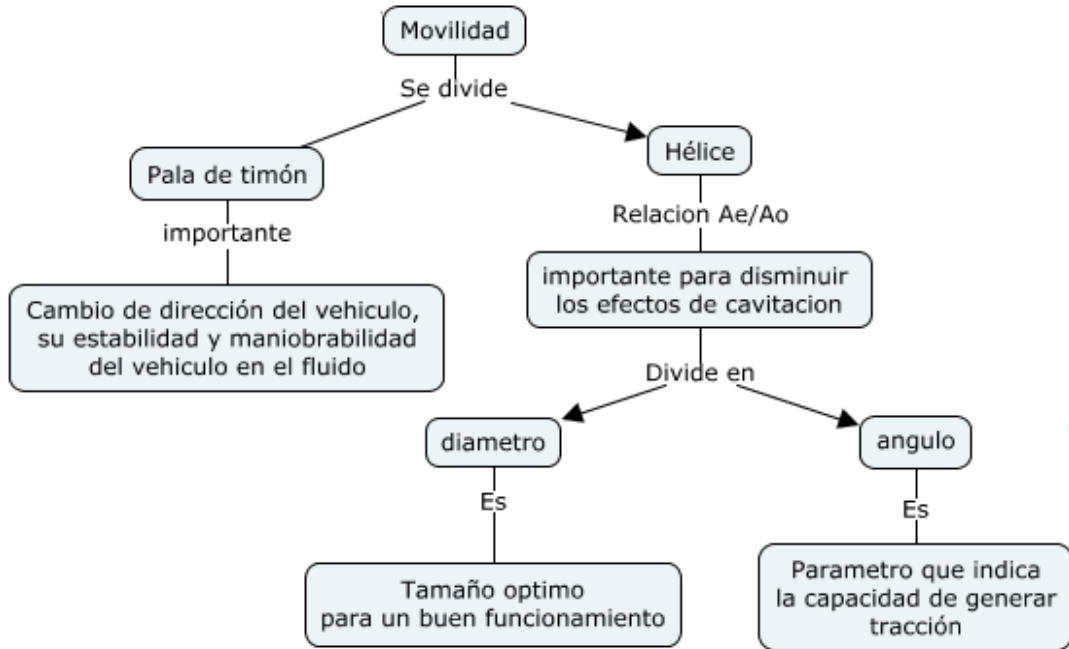 Movilidad
Se divide
Pala de timón
Hélice
importante
Relacion Ae/Ao
Cambio de dirección del vehiculo,
su estabilidad y maniobrabilidad
del vehiculo en el fluido
importante para disminuir
los efectos de cavitacion
Divide en
diametro
angulo
Es
Es
Tamaño optimo
para un buen funcionamiento
Parametro que indica
la capacidad de generar
tracción